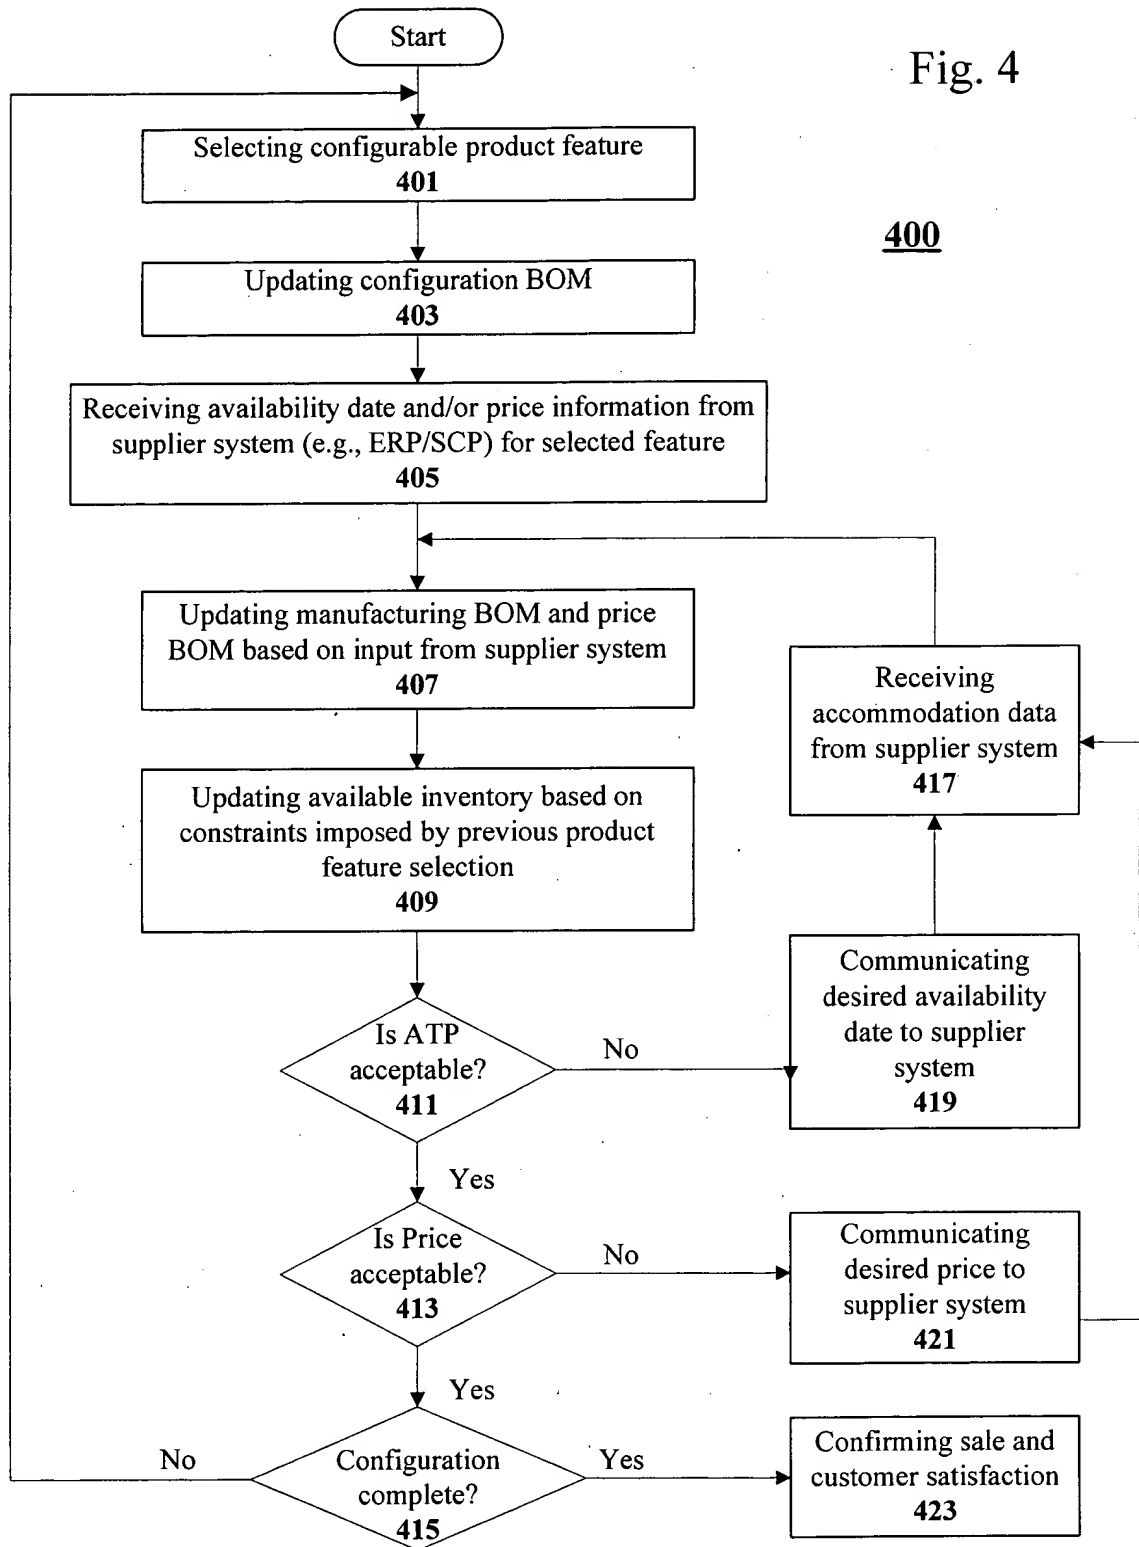 Start
Fig. 4
Selecting configurable product feature
401
400
Updating configuration BOM
403
Receiving availability date and/or price information from
supplier system (e.g., ERP/SCP) for selected feature
405
Updating manufacturing BOM and price
BOM based on input from supplier system
407
Receiving
accommodation data
from supplier system
417
Updating available inventory based on
constraints imposed by previous product
feature selection
409
Communicating
desired availability
date to supplier
system
419
Is ATP
acceptable?
411
No
Yes
Is Price
acceptable?
413
No
Communicating
desired price to
supplier system
421
Yes
No
Configuration
complete?
415
Yes
Confirming sale and
customer satisfaction
423